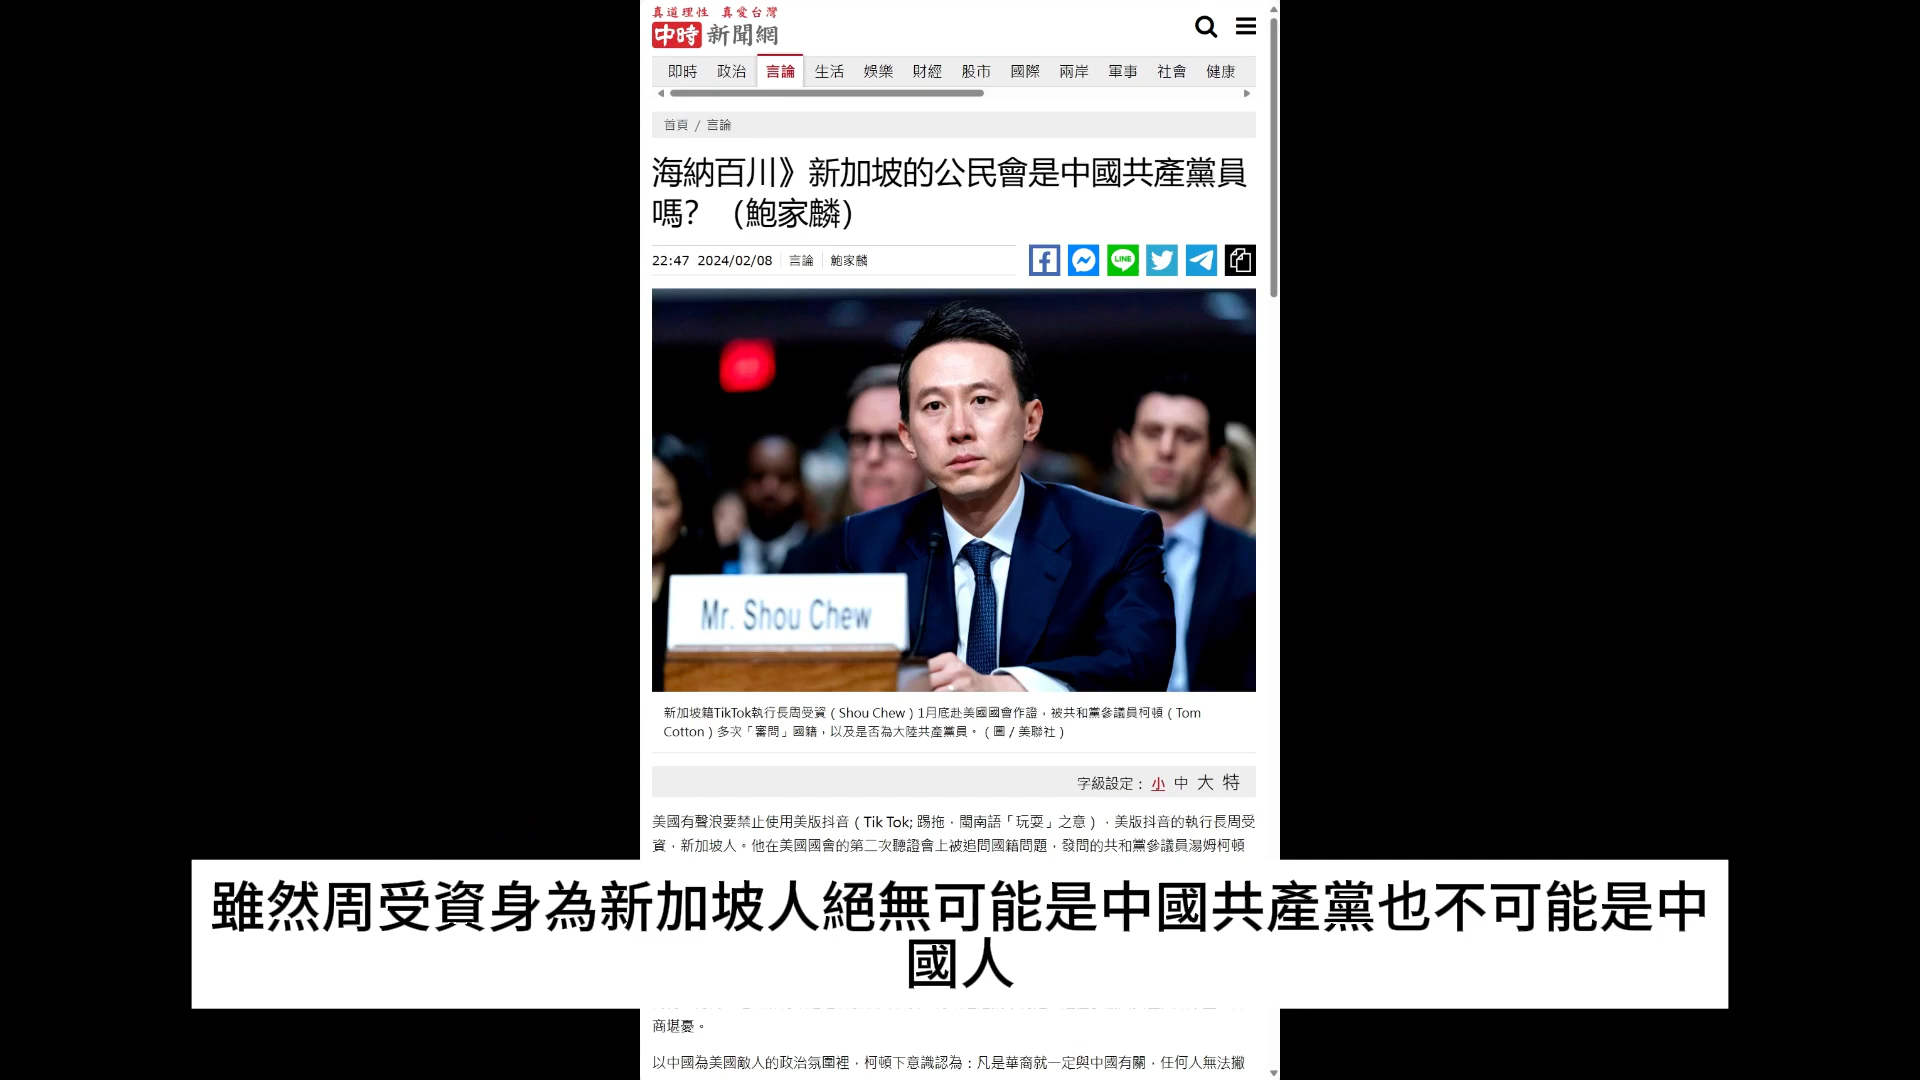 真道理性 真愛台灣
中時 新聞網
即時 政治 言論 生活 娛樂 財經 股市 國際 兩岸 軍事 社會 健康
首頁 / 言論
海納百川》新加坡的公民會是中國共產黨員
嗎？（鮑家麟）
22:47 2024/02/08 言論 鮑家麟
LINE
Mr. Shou Chew
新加坡籍TikTok執行長周受資（Shou Chew）1月底赴美國國會作證，被共和黨參議員柯頓（Tom
Cotton）多次「審問」國籍，以及是否為大陸共產黨員。（圖／美聯社）
字級設定： 小 中 大 特
美國有聲浪要禁止使用美版抖音（Tik Tok; 踢拖，閩南語「玩耍」之意），美版抖音的執行長周受
資，新加坡人。他在美國國會的第二次聽證會上被追問國籍問題，發問的共和黨參議員湯姆柯頓
雖然周受資身為新加坡人絕無可能是中國共產黨也不可能是中
國人
商堪憂。
以中國為美國敵人的政治氛圍裡，柯頓下意識認為：凡是華裔就一定與中國有關，任何人無法撇